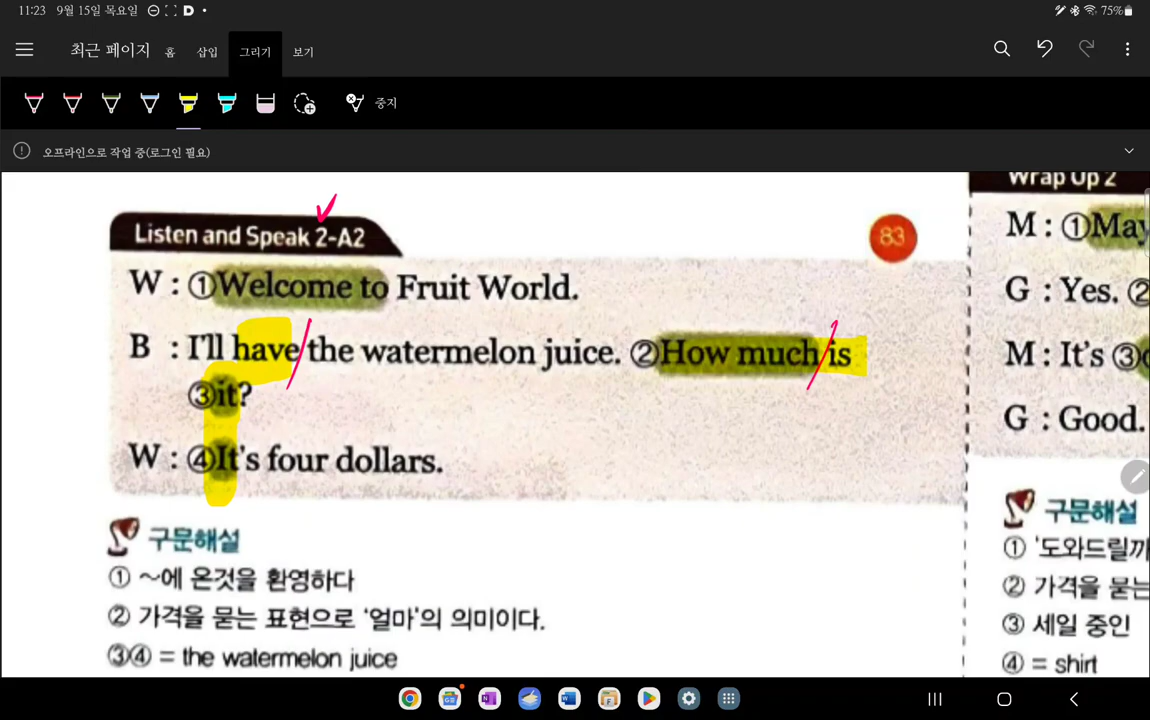 11:23 9월 15일 목요일 D 75%
최근 페이지 홈 삽입 그리기 보기
중지
오프라인으로 작업 중(로그인 필요)
Listen and Speak 2-A2
83
W : ①Welcome to Fruit World.
B : I'll have the watermelon juice. ②How much is
③it?
W : ④It's four dollars.
구문해설
① ~에 온것을 환영하다
② 가격을 묻는 표현으로 '얼마'의 의미이다.
③④ = the watermelon juice
Wrap Up 2
M : ①May
G : Yes. ②
M : It's ③
G : Good.
구문해설
① '도와드릴까
② 가격을 묻는
③ 세일 중인
④ = shirt